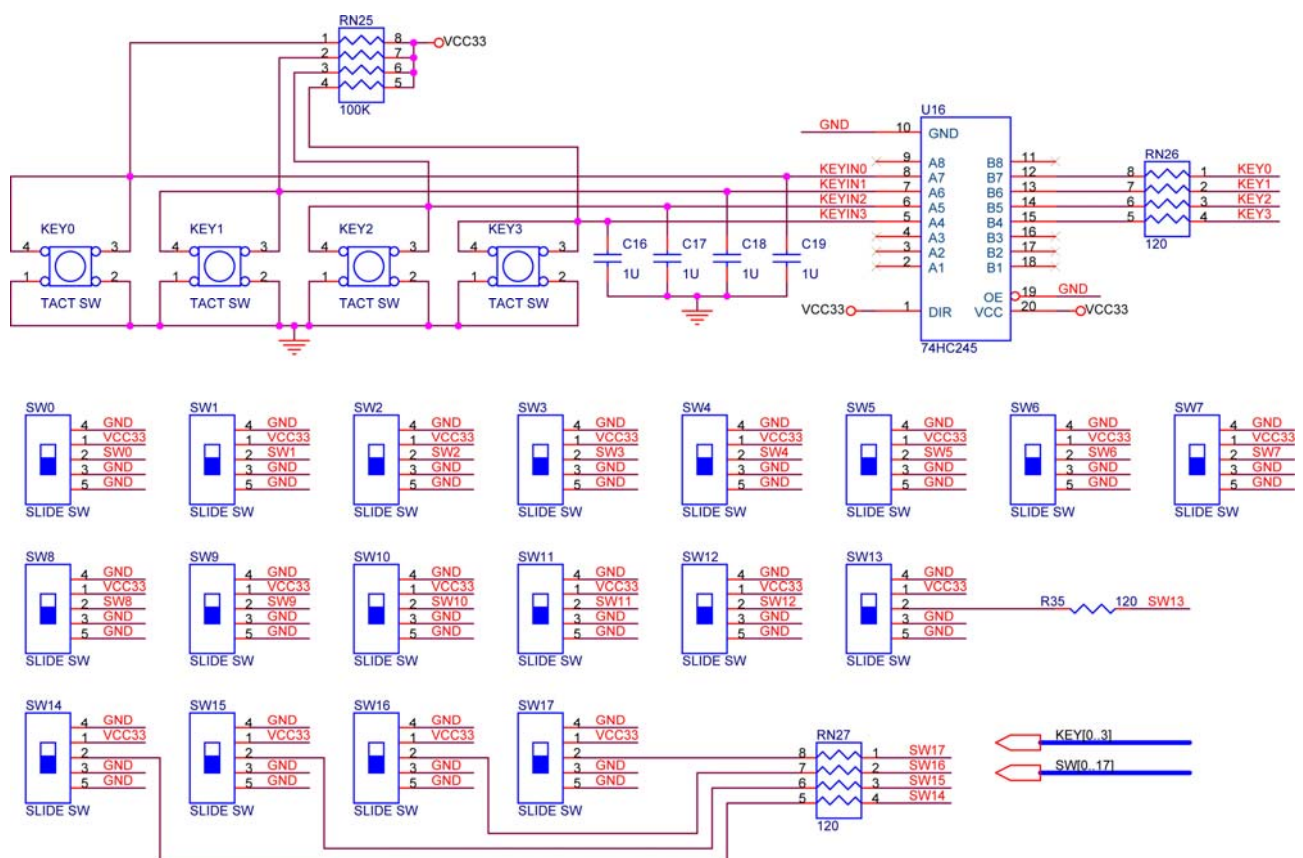 RN25
1 8 VCC33
2 7
3 6
4 5
100K
U16
GND 10 GND
9 A8 B8 11
RN26
KEYIN0 8 A7 B7 12 8 1 KEY0
KEYIN1 7 A6 B6 13 7 2 KEY1
KEYIN2 6 A5 B5 14 6 3 KEY2
KEYIN3 5 A4 B4 15 5 4 KEY3
4 A3 B3 16
3 A2 B2 17
2 A1 B1 18
120
KEY0 KEY1 KEY2 KEY3
4 3 4 3 4 3 4 3
C16 C17 C18 C19
1U 1U 1U 1U
1 2 1 2 1 2 1 2
TACT SW TACT SW TACT SW TACT SW
OE 19 GND
VCC33 1 DIR VCC 20 VCC33
74HC245
SW0 SW1 SW2 SW3 SW4 SW5 SW6 SW7
4 GND 4 GND 4 GND 4 GND 4 GND 4 GND 4 GND 4 GND
1 VCC33 1 VCC33 1 VCC33 1 VCC33 1 VCC33 1 VCC33 1 VCC33 1 VCC33
2 SW0 2 SW1 2 SW2 2 SW3 2 SW4 2 SW5 2 SW6 2 SW7
3 GND 3 GND 3 GND 3 GND 3 GND 3 GND 3 GND 3 GND
5 GND 5 GND 5 GND 5 GND 5 GND 5 GND 5 GND 5 GND
SLIDE SW SLIDE SW SLIDE SW SLIDE SW SLIDE SW SLIDE SW SLIDE SW SLIDE SW
SW8 SW9 SW10 SW11 SW12 SW13
4 GND 4 GND 4 GND 4 GND 4 GND 4 GND
1 VCC33 1 VCC33 1 VCC33 1 VCC33 1 VCC33 1 VCC33
2 SW8 2 SW9 2 SW10 2 SW11 2 SW12 2 R35 120 SW13
3 GND 3 GND 3 GND 3 GND 3 GND 3 GND
5 GND 5 GND 5 GND 5 GND 5 GND 5 GND
SLIDE SW SLIDE SW SLIDE SW SLIDE SW SLIDE SW SLIDE SW
SW14 SW15 SW16 SW17
4 GND 4 GND 4 GND 4 GND
RN27
1 VCC33 1 VCC33 1 VCC33 1 VCC33
KEY[0..3]
2 2 2 2 8 1 SW17
3 GND 3 GND 3 GND 3 GND 7 2 SW16
SW[0..17]
5 GND 5 GND 5 GND 5 GND 6 3 SW15
5 4 SW14
SLIDE SW SLIDE SW SLIDE SW SLIDE SW
120